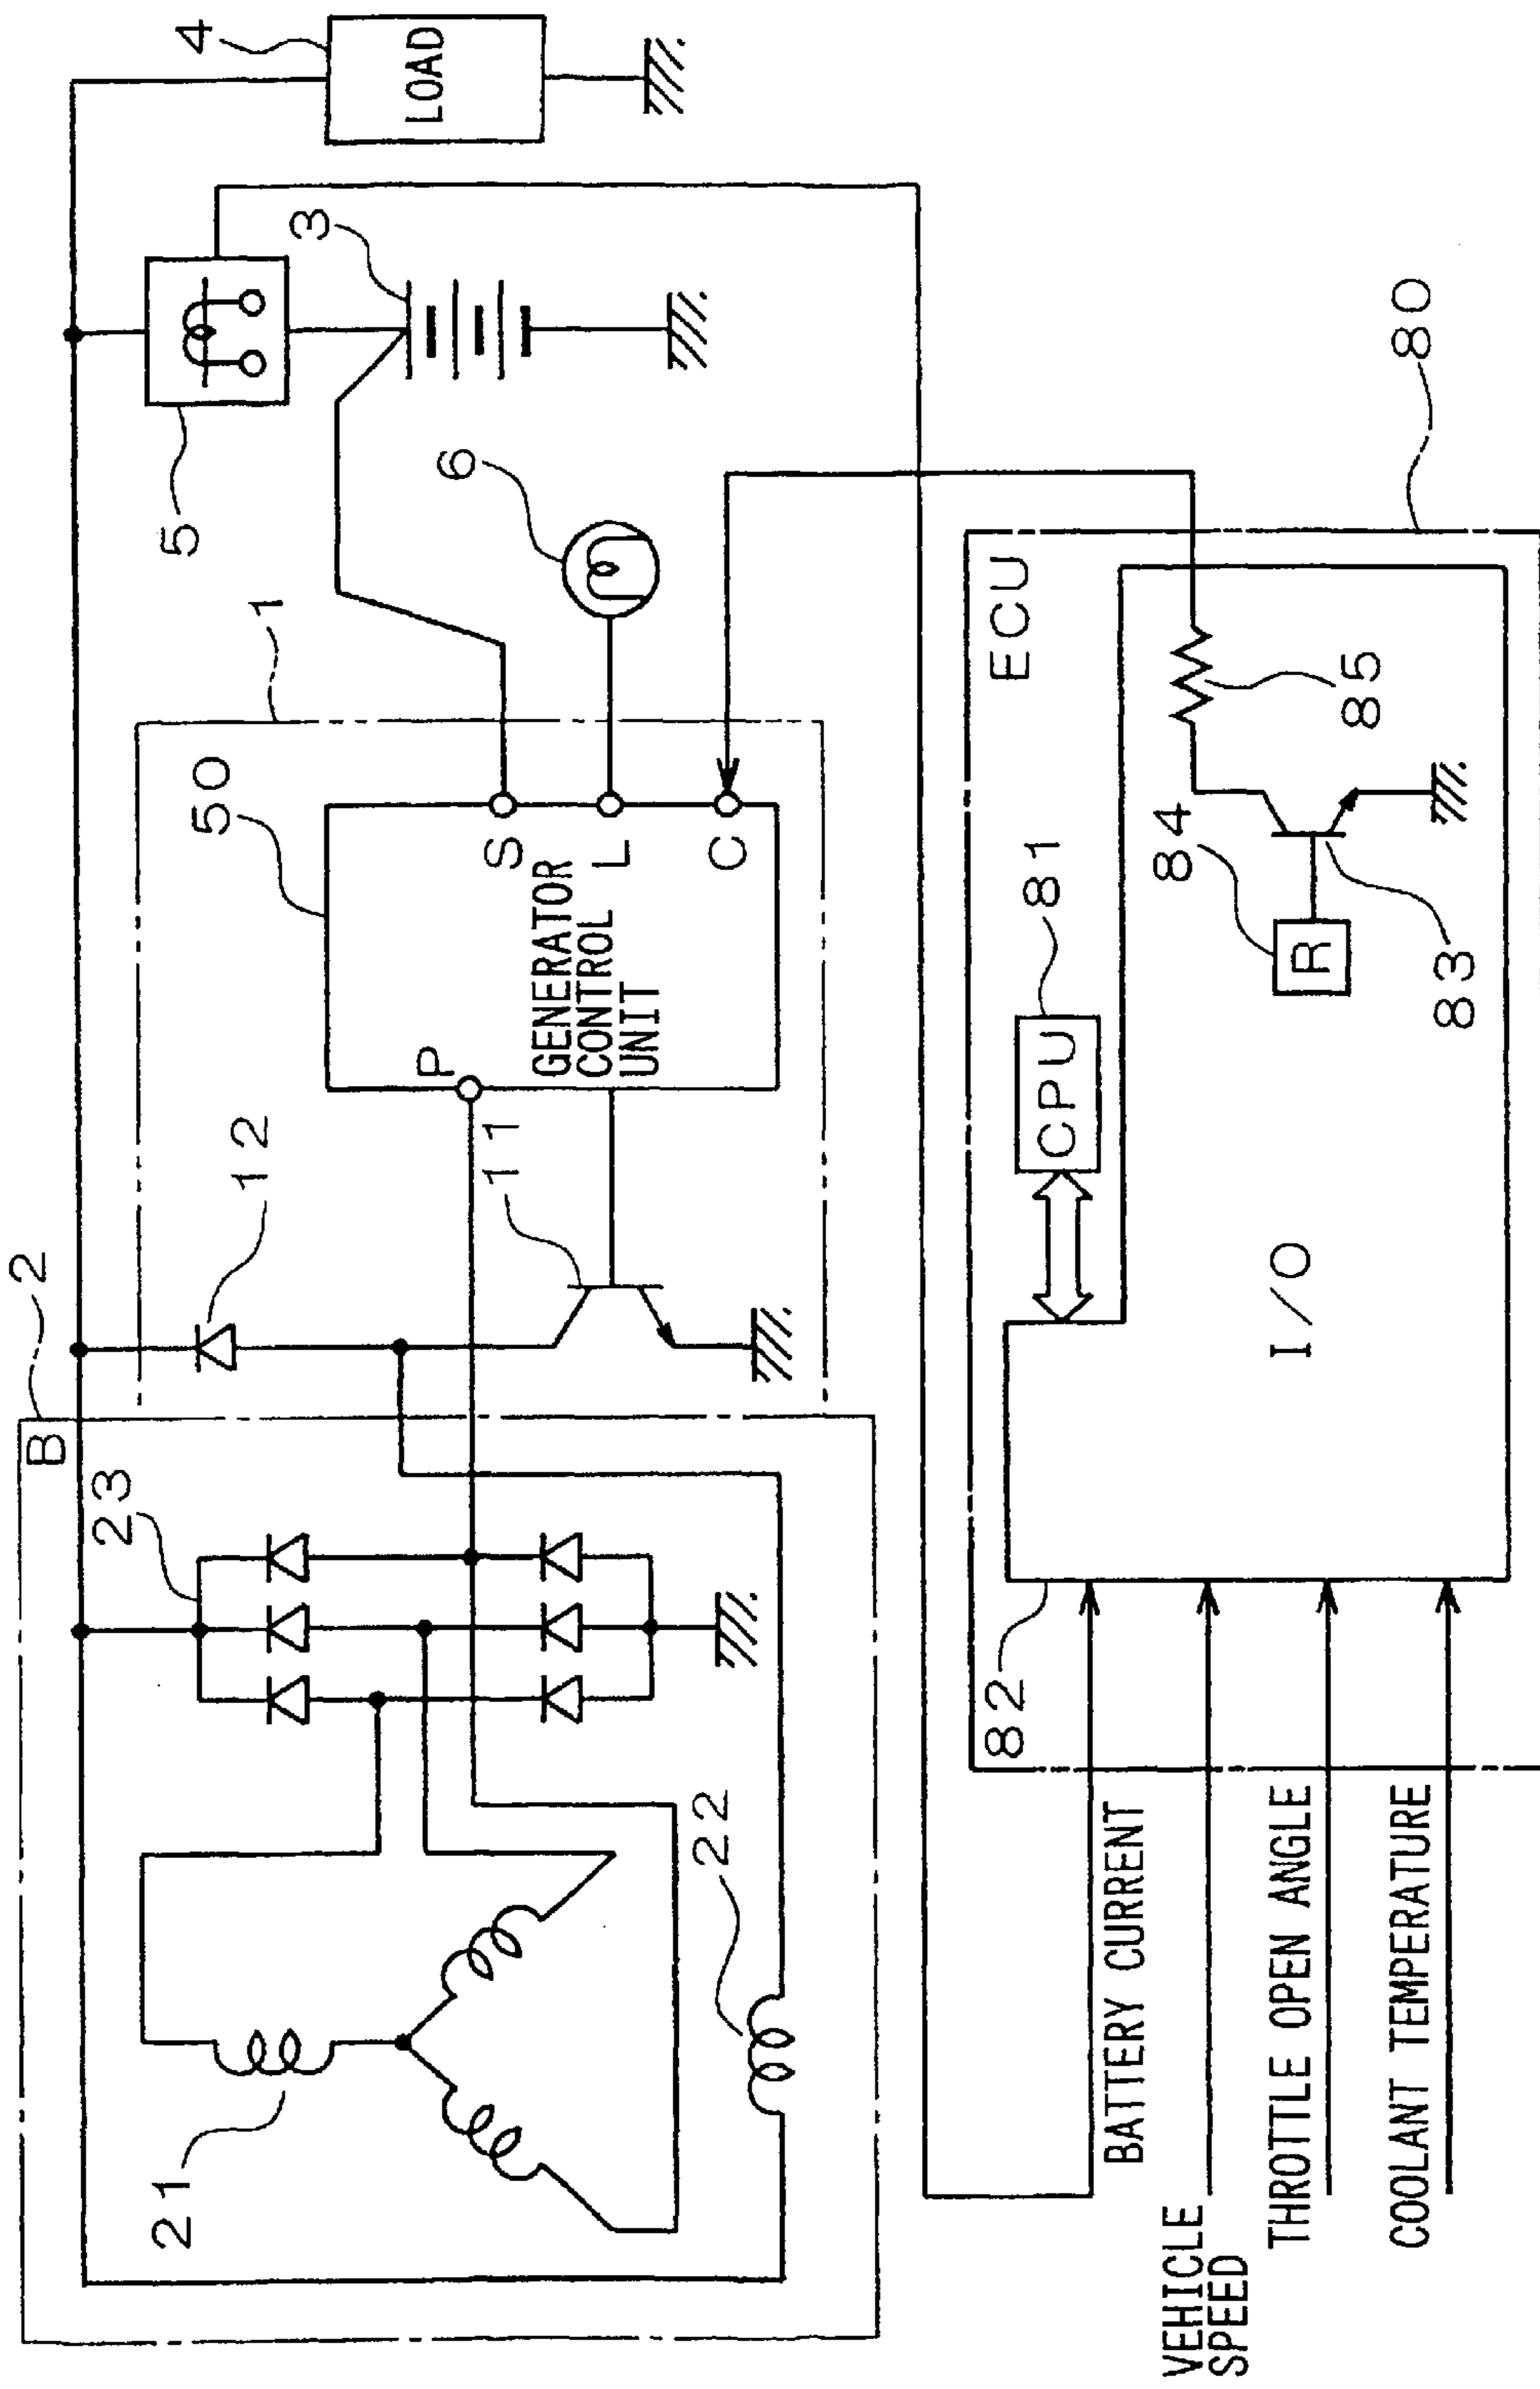 2
B
23
21
22
12
11
1
50
P
S
L
C
GENERATOR
CONTROL
UNIT
6
5
3
4
LOAD
80
ECU
81
CPU
82
I/O
84
R
83
85
BATTERY CURRENT
VEHICLE
SPEED
THROTTLE OPEN ANGLE
COOLANT TEMPERATURE